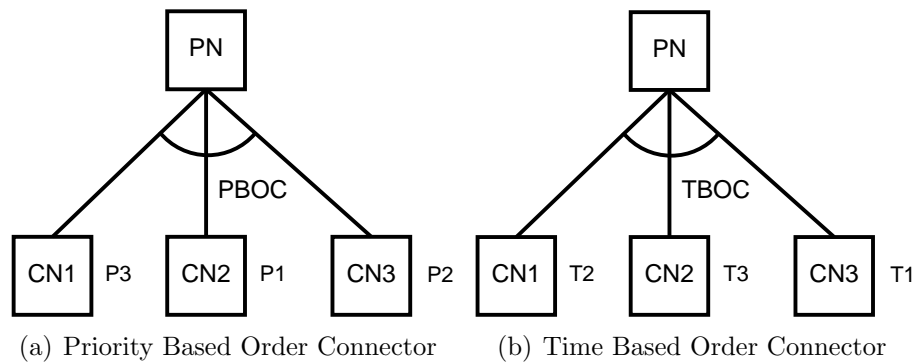 PN PN
PBOC TBOC
CN1 P3 CN2 P1 CN3 P2 CN1 T2 CN2 T3 CN3 T1
(a) Priority Based Order Connector (b) Time Based Order Connector